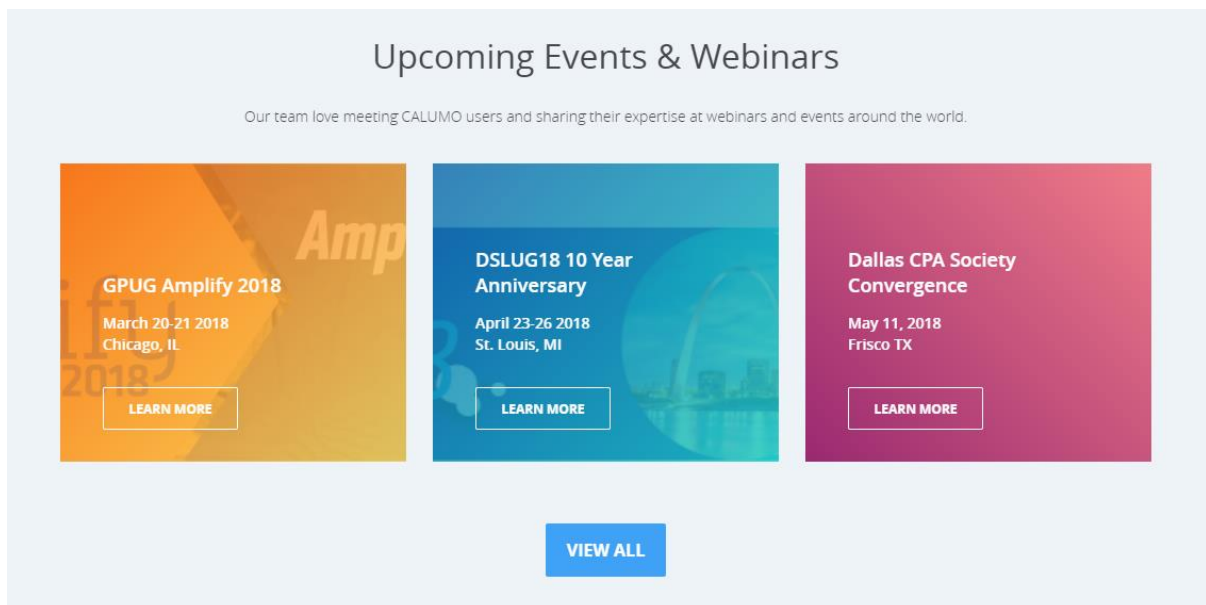 Upcoming Events & Webinars
Our team love meeting CALUMO users and sharing their expertise at webinars and events around the world.
Amp
lify
2018
GPUG Amplify 2018
March 20-21 2018
Chicago, IL
LEARN MORE
DSLUG18 10 Year
Anniversary
April 23-26 2018
St. Louis, MI
LEARN MORE
Dallas CPA Society
Convergence
May 11, 2018
Frisco TX
LEARN MORE
VIEW ALL